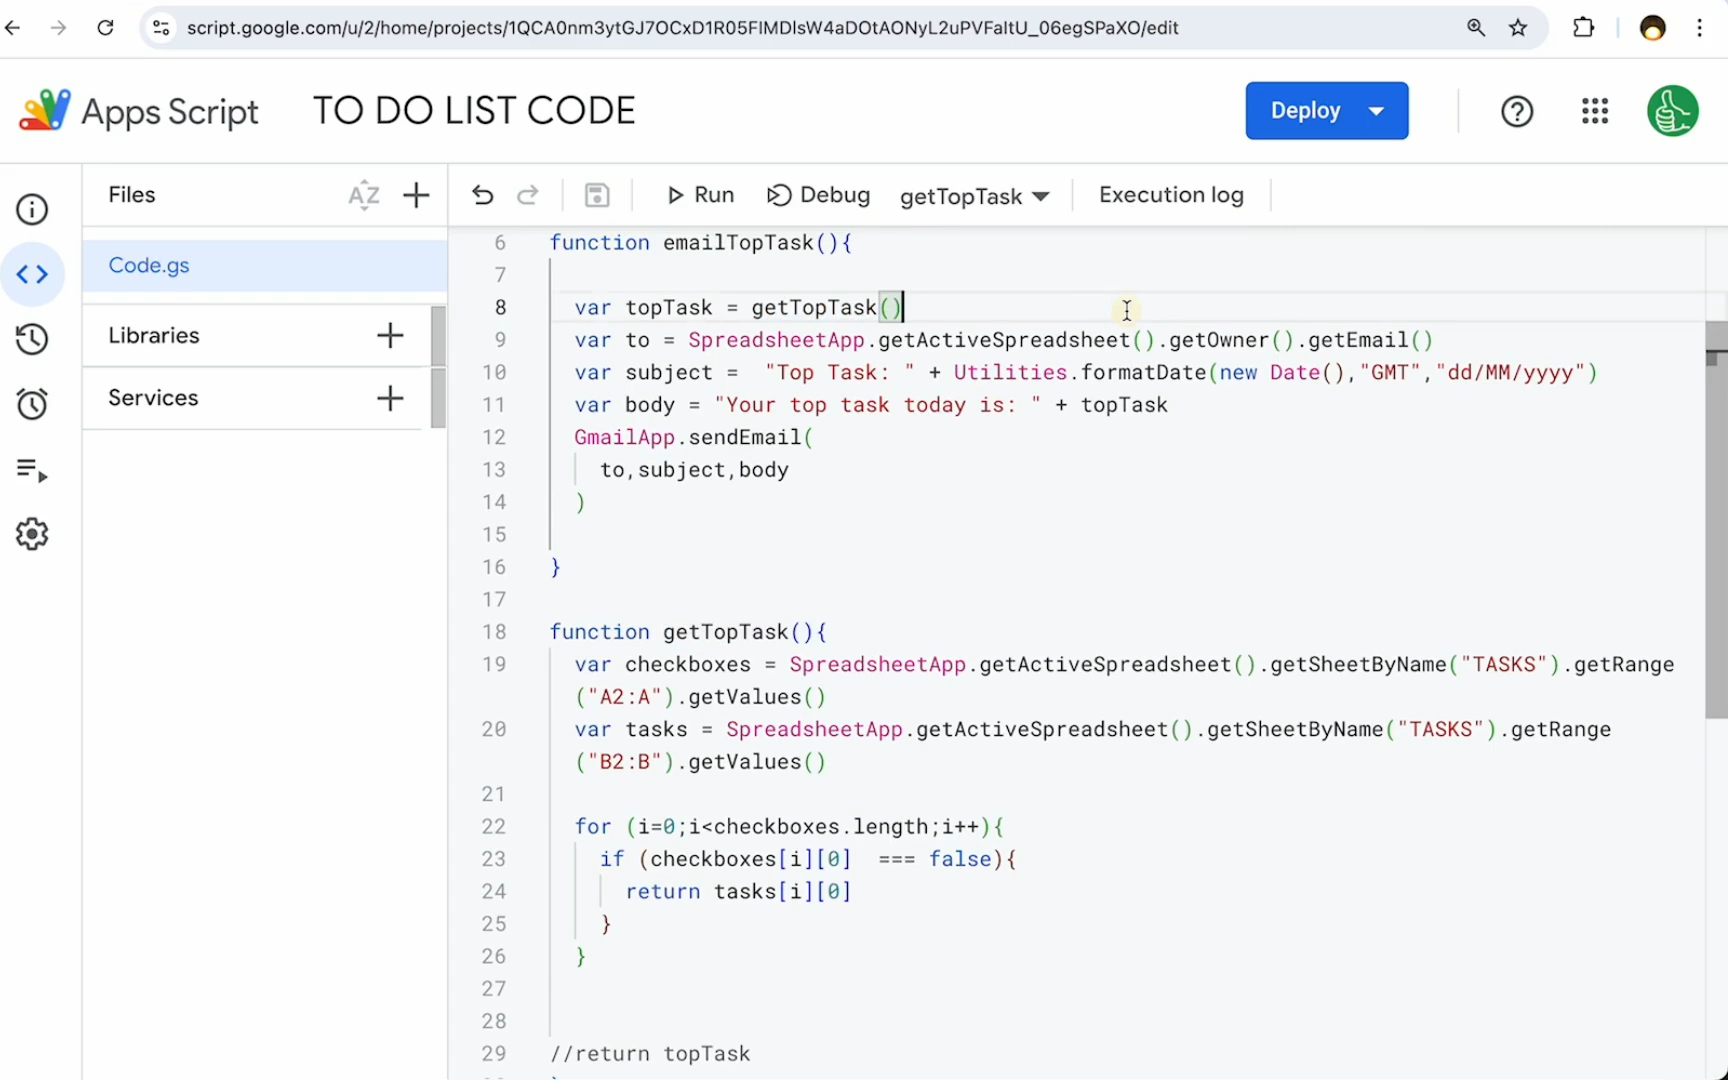 script.google.com/u/2/home/projects/1QCA0nm3ytGJ7OCxD1R05FIMDIsW4aDOtAONyL2uPVFaltU_06egSPaXO/edit
Apps Script TO DO LIST CODE Deploy
Files AZ Run Debug getTopTask Execution log
Code.gs
Libraries
Services
6 function emailTopTask(){
7
8 var topTask = getTopTask()
9 var to = SpreadsheetApp.getActiveSpreadsheet().getOwner().getEmail()
10 var subject =  "Top Task: " + Utilities.formatDate(new Date(),"GMT","dd/MM/yyyy")
11 var body = "Your top task today is: " + topTask
12 GmailApp.sendEmail(
13 to,subject,body
14 )
15
16 }
17
18 function getTopTask(){
19 var checkboxes = SpreadsheetApp.getActiveSpreadsheet().getSheetByName("TASKS").getRange
("A2:A").getValues()
20 var tasks = SpreadsheetApp.getActiveSpreadsheet().getSheetByName("TASKS").getRange
("B2:B").getValues()
21
22 for (i=0;i<checkboxes.length;i++){
23 if (checkboxes[i][0]  === false){
24 return tasks[i][0]
25 }
26 }
27
28
29 //return topTask